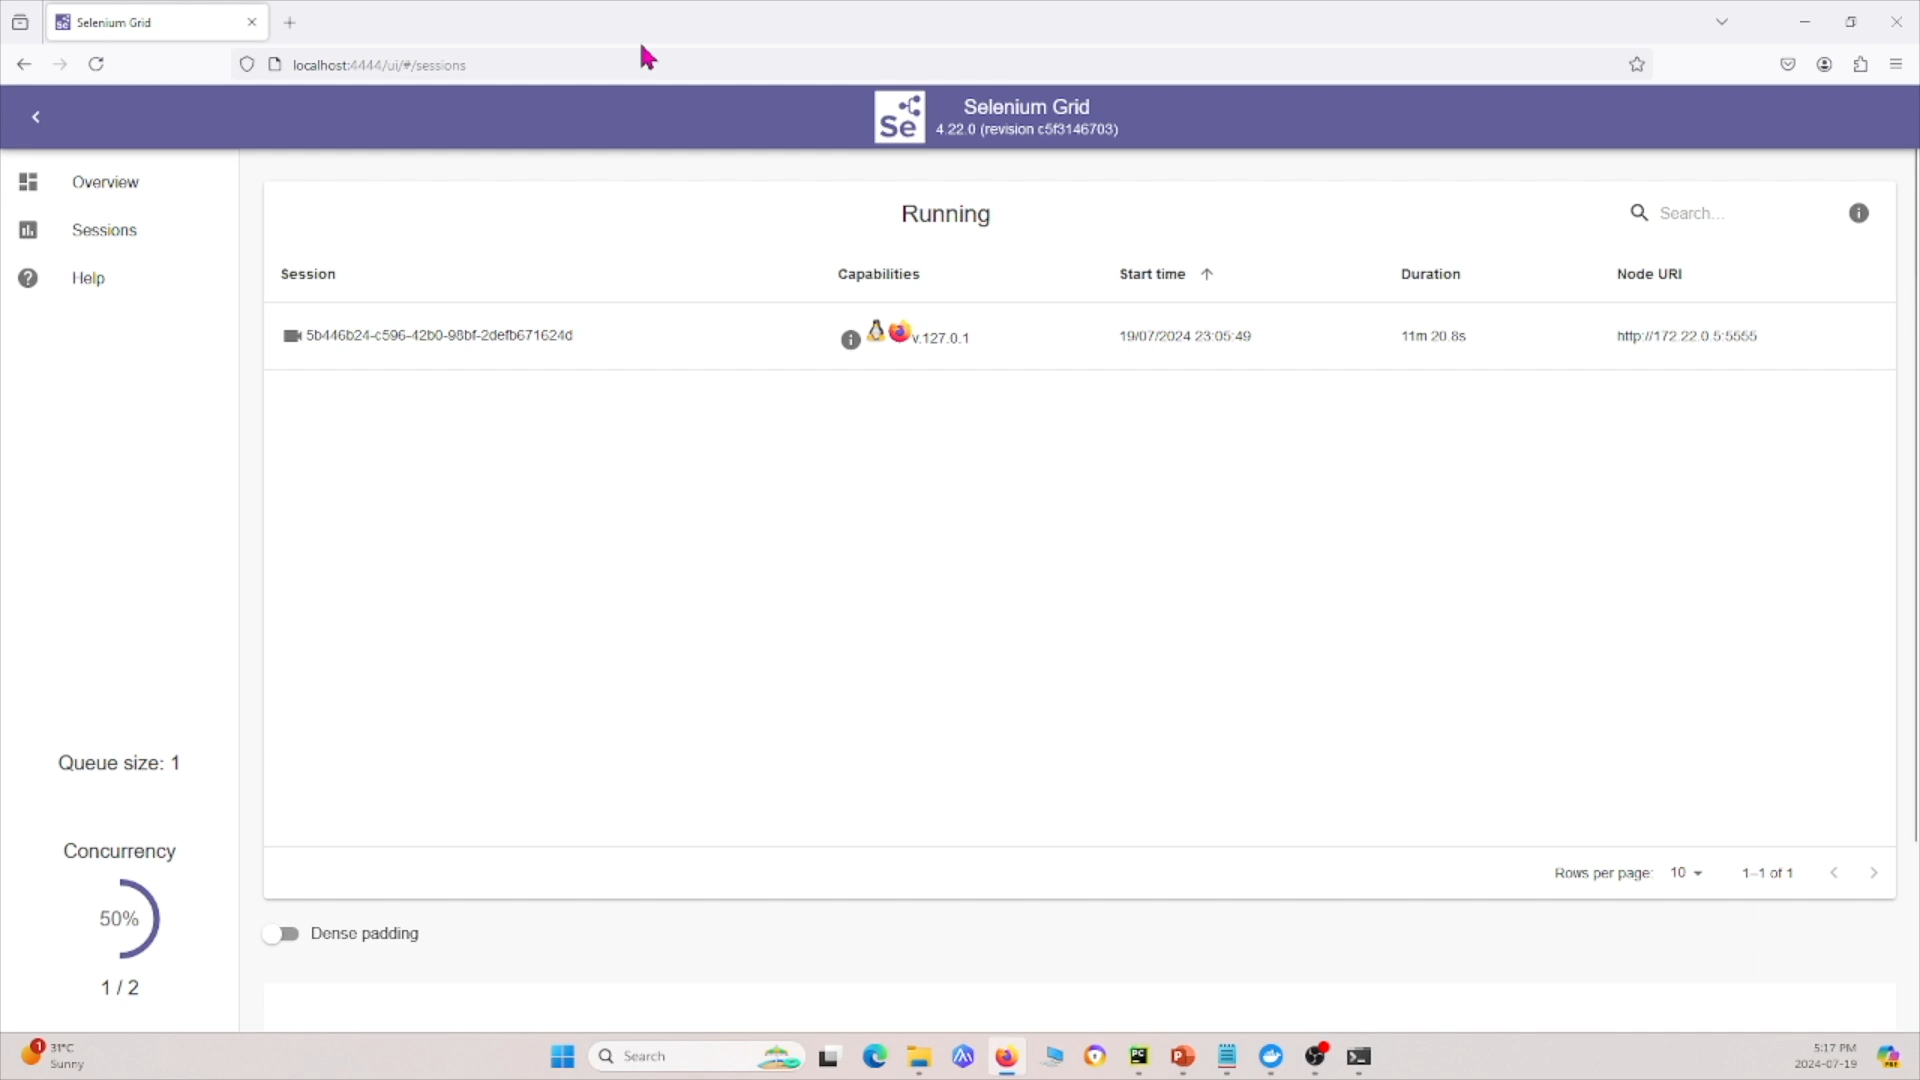 Selenium Grid
localhost:4444/ui/#/sessions
Se
Selenium Grid
4.22.0 (revision c5f3146703)
Overview
Sessions
Help
Running
Search...
Session
Capabilities
Start time
Duration
Node URI
5b446b24-c596-42b0-98bf-2defb671624d
v.127.0.1
19/07/2024 23:05:49
11m 20.8s
http://172.22.0.5:5555
Queue size: 1
Concurrency
50%
1 / 2
Rows per page: 10
1–1 of 1
Dense padding
1
31°C
Sunny
Search
PC
P
5:17 PM
2024-07-19